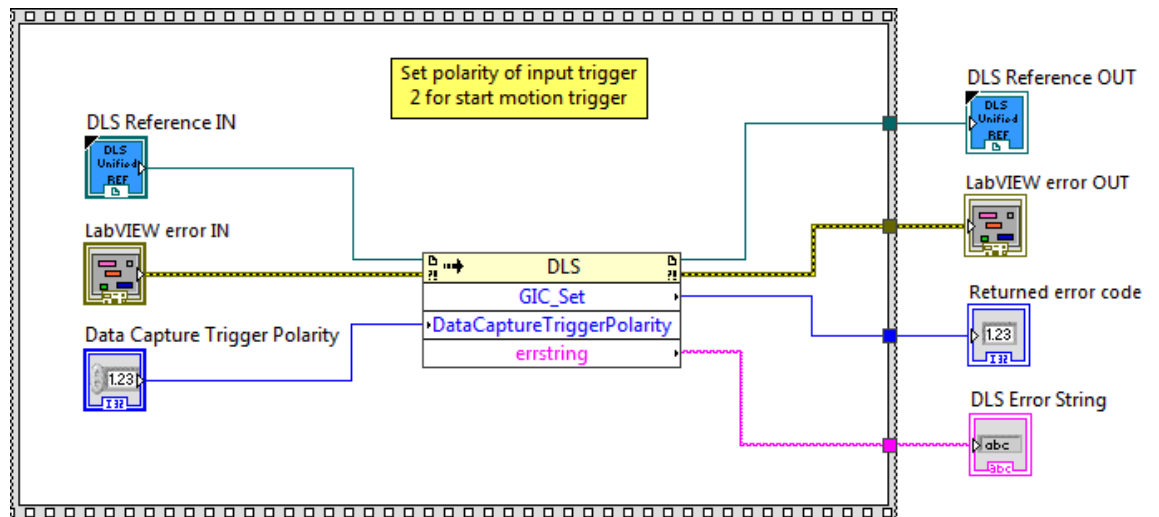 Set polarity of input trigger
2 for start motion trigger
DLS Reference IN
DLS
Unified
REF
LabVIEW error IN
?!
Data Capture Trigger Polarity
1.23
I32
?! DLS ?!
GIC_Set
DataCaptureTriggerPolarity
errstring
DLS Reference OUT
DLS
Unified
REF
LabVIEW error OUT
Returned error code
1.23
I32
DLS Error String
abc
abc